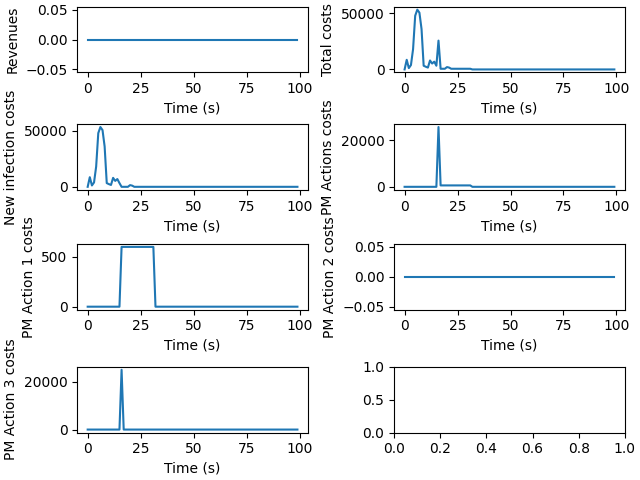 Revenues
0.05
0.00
−0.05
0 25 50 75 100
Time (s)
Total costs
50000
0
0 25 50 75 100
Time (s)
New infection costs
50000
0
0 25 50 75 100
Time (s)
PM Actions costs
20000
0
0 25 50 75 100
Time (s)
PM Action 1 costs
500
0
0 25 50 75 100
Time (s)
PM Action 2 costs
0.05
0.00
−0.05
0 25 50 75 100
Time (s)
PM Action 3 costs
20000
0
0 25 50 75 100
Time (s)
1.0
0.5
0.0
0.0 0.2 0.4 0.6 0.8 1.0